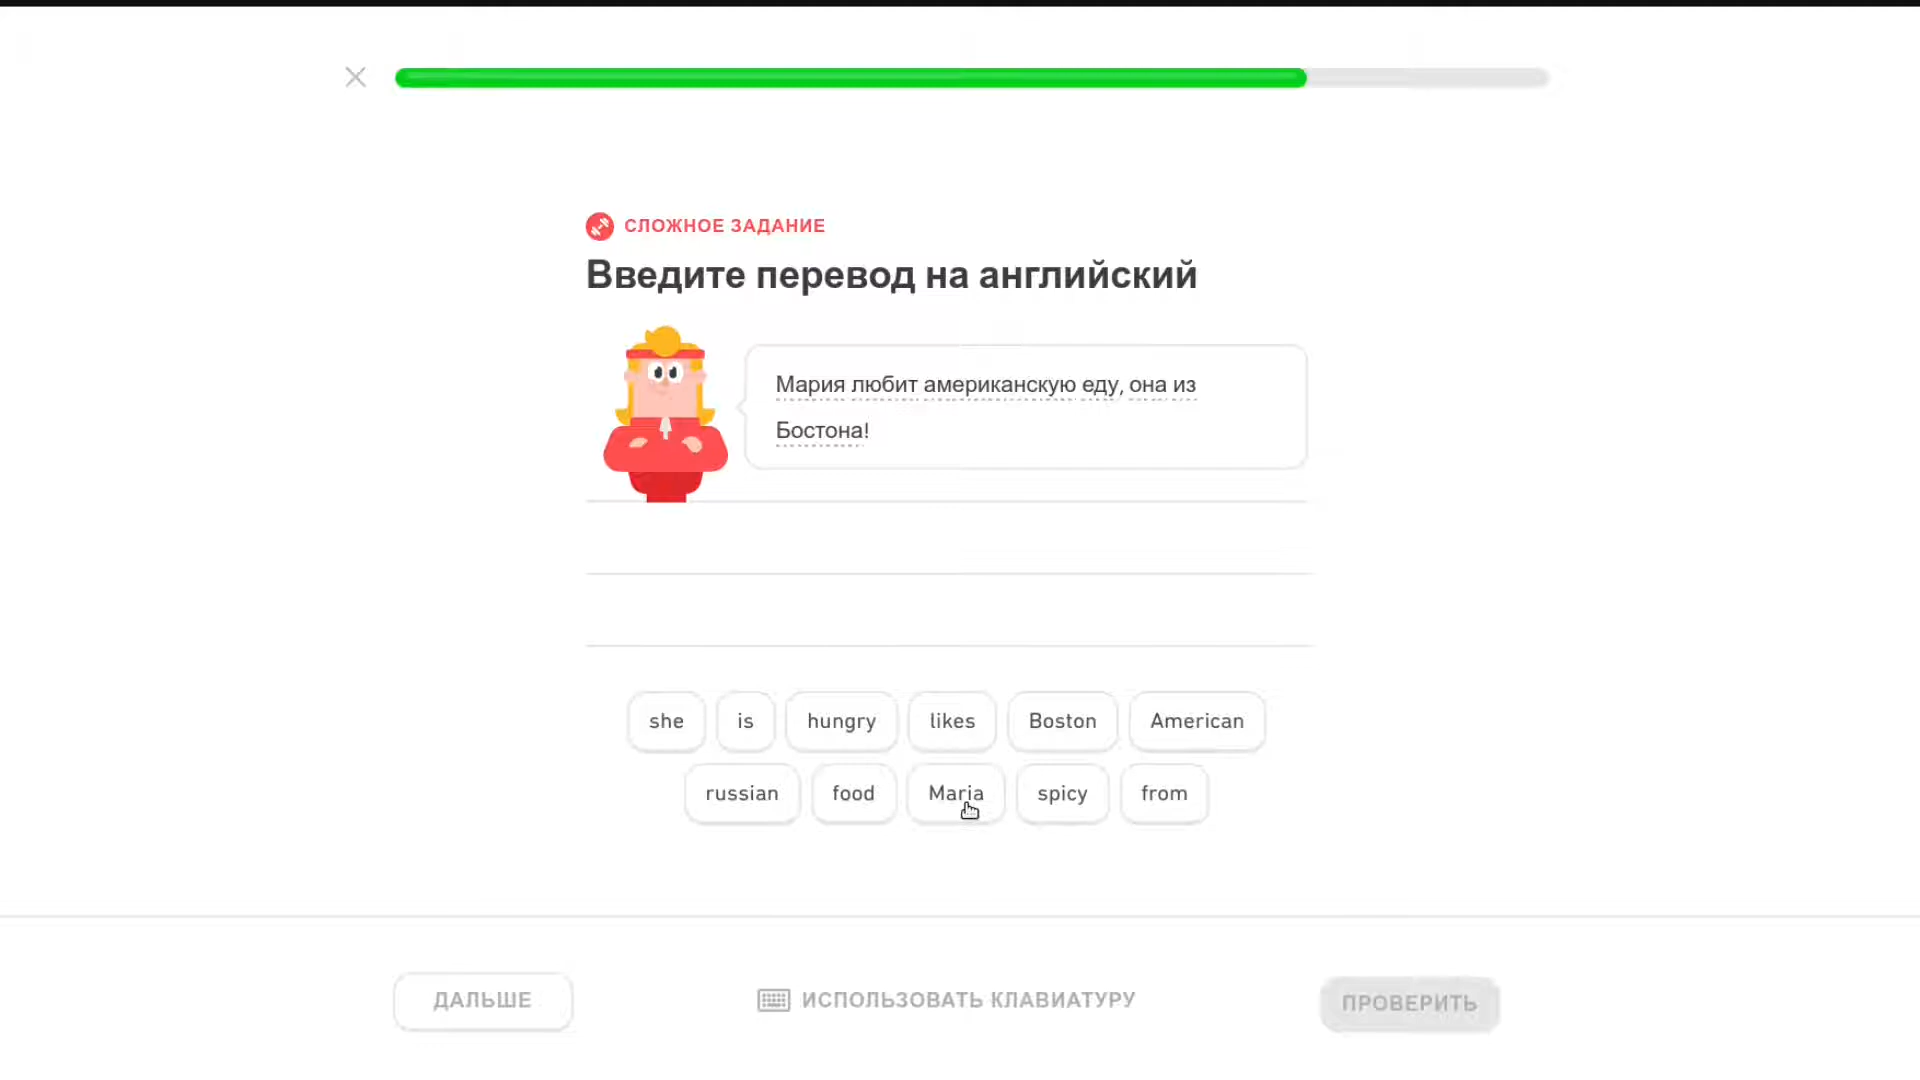 СЛОЖНОЕ ЗАДАНИЕ
Введите перевод на английский
Мария любит американскую еду, она из
Бостона!
she is hungry likes Boston American
russian food Maria spicy from
ДАЛЬШЕ ИСПОЛЬЗОВАТЬ КЛАВИАТУРУ ПРОВЕРИТЬ